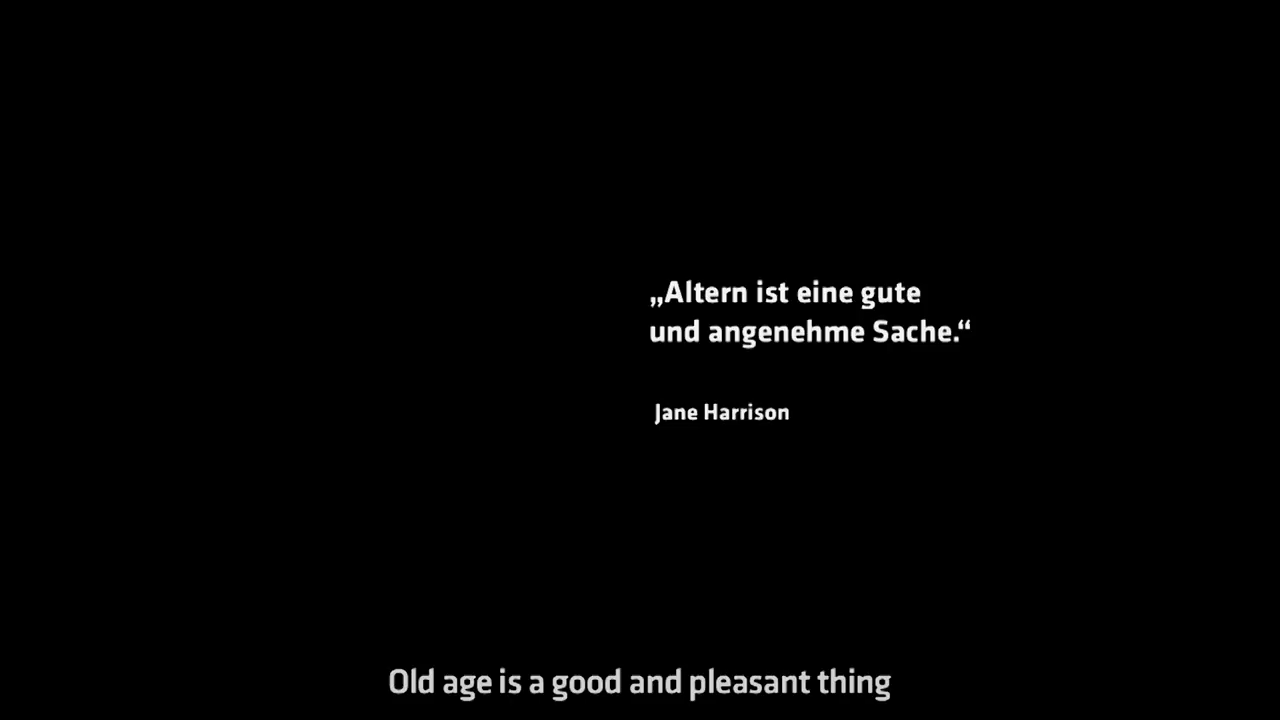 „Altern ist eine gute
und angenehme Sache.“
Jane Harrison
Old age is a good and pleasant thing